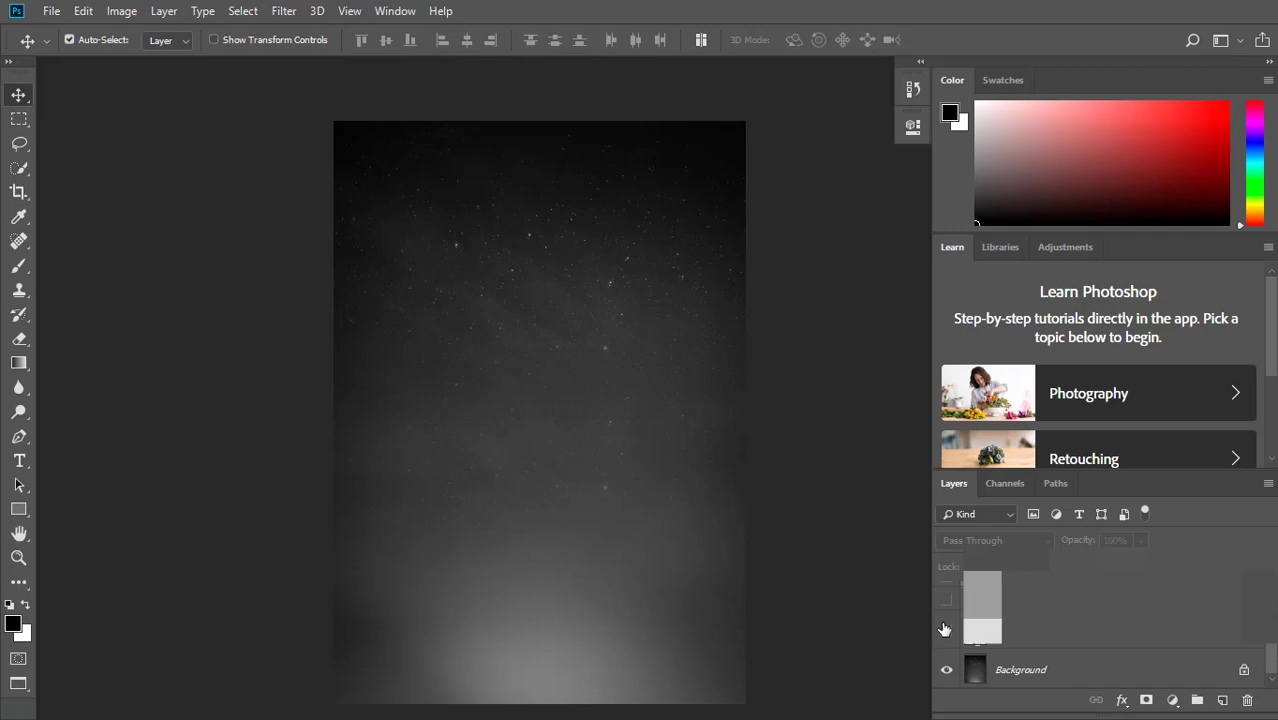 Ps File Edit Image Layer Type Select Filter 3D View Window Help
Auto-Select: Layer Show Transform Controls 3D Mode:
Color Swatches
Learn Libraries Adjustments
Learn Photoshop
Step-by-step tutorials directly in the app. Pick a
topic below to begin.
Photography
Retouching
Layers Channels Paths
Kind
Pass Through Opacity: 100%
Lock:
Background